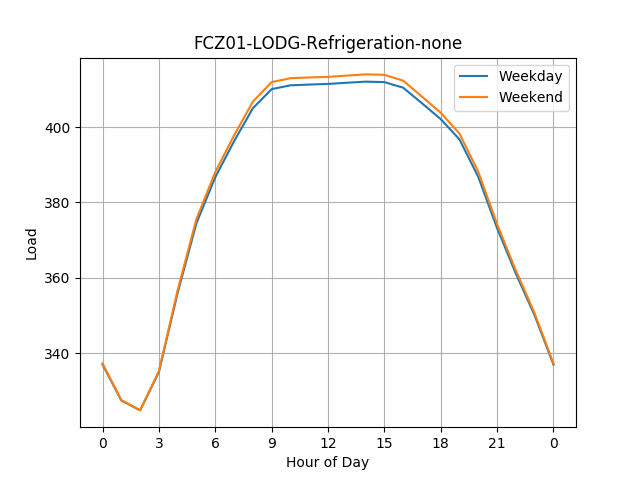 FCZ01-LODG-Refrigeration-none
Weekday
Weekend
Load
400
380
360
340
0 3 6 9 12 15 18 21 0
Hour of Day